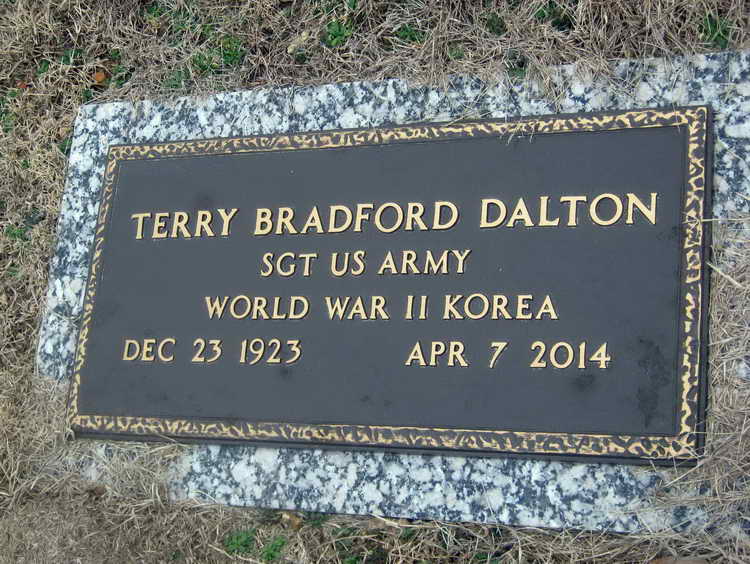 TERRY BRADFORD DALTON
SGT US ARMY
WORLD WAR II KOREA
DEC 23 1923 APR 7 2014